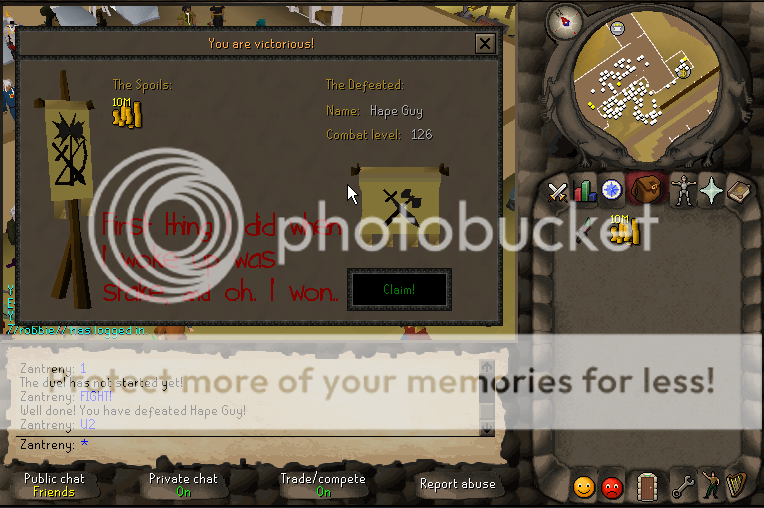 You are victorious!
The Spoils:
10M
The Defeated:
Name: Hape Guy
Combat level: 126
First thing I did when
I woke up was
stake, and oh. I won..
Claim!
10M
photobucket
Protect more of your memories for less!
//robbie// has logged in.
Zantreny: 1
The duel has not started yet!
Zantreny: FIGHT!
Well done! You have defeated Hape Guy!
Zantreny: U2
Zantreny: *
Public chat
Friends
Private chat
On
Trade/compete
On
Report abuse